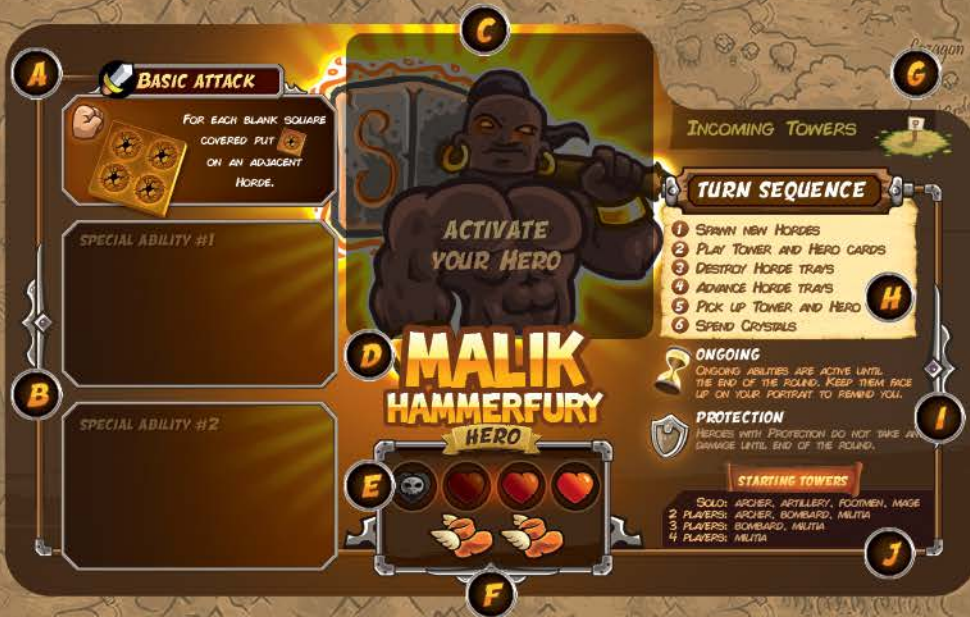 C
Coragon
A
G
BASIC ATTACK
FOR EACH BLANK SQUARE
COVERED PUT
ON AN ADJACENT
HORDE.
S
INCOMING TOWERS
TURN SEQUENCE
1 SPAWN NEW HORDES
2 PLAY TOWER AND HERO CARDS
3 DESTROY HORDE TRAYS
4 ADVANCE HORDE TRAYS
5 PICK UP TOWER AND HERO
6 SPEND CRYSTALS
H
SPECIAL ABILITY #1
ACTIVATE
YOUR HERO
D
MALIK
HAMMERFURY
HERO
ONGOING
ONGOING ABILITIES ARE ACTIVE UNTIL
THE END OF THE ROUND. KEEP THEM FACE
UP ON YOUR PORTRAIT TO REMIND YOU.
B
I
SPECIAL ABILITY #2
PROTECTION
HEROES WITH PROTECTION DO NOT TAKE AN
DAMAGE UNTIL END OF THE ROUND.
E
STARTING TOWERS
SOLO: ARCHER, ARTILLERY, FOOTMEN, MAGE
2 PLAYERS: ARCHER, BOMBARD, MILITIA
3 PLAYERS: BOMBARD, MILITIA
4 PLAYERS: MILITIA
J
F